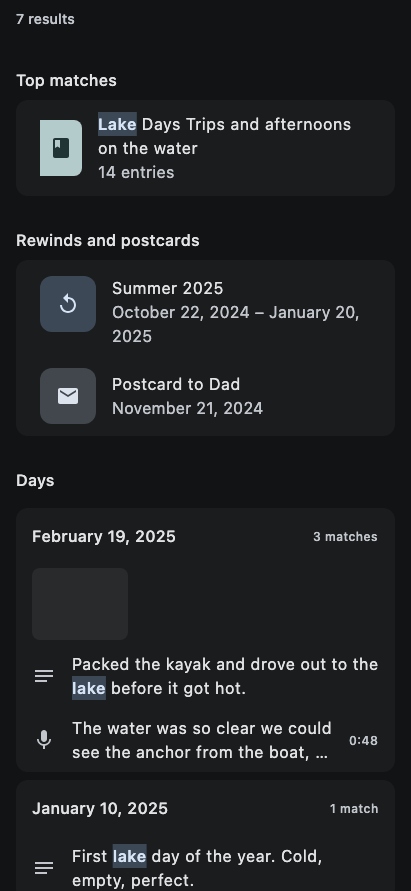 7 results
Top matches
Lake Days Trips and afternoons
on the water
14 entries
Rewinds and postcards
Summer 2025
October 22, 2024 – January 20,
2025
Postcard to Dad
November 21, 2024
Days
February 19, 2025
3 matches
Packed the kayak and drove out to the
lake before it got hot.
The water was so clear we could
see the anchor from the boat, ...
0:48
January 10, 2025
1 match
First lake day of the year. Cold,
empty, perfect.